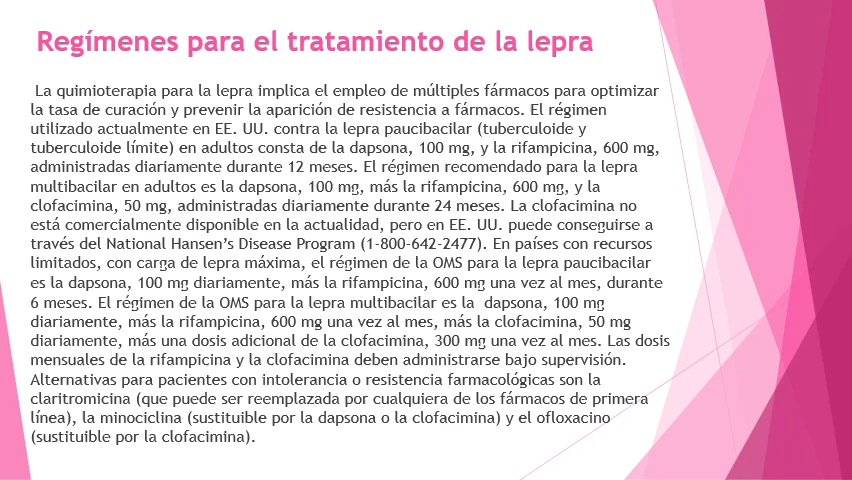 Regímenes para el tratamiento de la lepra
La quimioterapia para la lepra implica el empleo de múltiples fármacos para optimizar
la tasa de curación y prevenir la aparición de resistencia a fármacos. El régimen
utilizado actualmente en EE. UU. contra la lepra paucibacilar (tuberculoide y
tuberculoide límite) en adultos consta de la dapsona, 100 mg, y la rifampicina, 600 mg,
administradas diariamente durante 12 meses. El régimen recomendado para la lepra
multibacilar en adultos es la dapsona, 100 mg, más la rifampicina, 600 mg, y la
clofacimina, 50 mg, administradas diariamente durante 24 meses. La clofacimina no
está comercialmente disponible en la actualidad, pero en EE. UU. puede conseguirse a
través del National Hansen's Disease Program (1-800-642-2477). En países con recursos
limitados, con carga de lepra máxima, el régimen de la OMS para la lepra paucibacilar
es la dapsona, 100 mg diariamente, más la rifampicina, 600 mg una vez al mes, durante
6 meses. El régimen de la OMS para la lepra multibacilar es la dapsona, 100 mg
diariamente, más la rifampicina, 600 mg una vez al mes, más la clofacimina, 50 mg
diariamente, más una dosis adicional de la clofacimina, 300 mg una vez al mes. Las dosis
mensuales de la rifampicina y la clofacimina deben administrarse bajo supervisión.
Alternativas para pacientes con intolerancia o resistencia farmacológicas son la
claritromicina (que puede ser reemplazada por cualquiera de los fármacos de primera
línea), la minociclina (sustituible por la dapsona o la clofacimina) y el ofloxacino
(sustituible por la clofacimina).